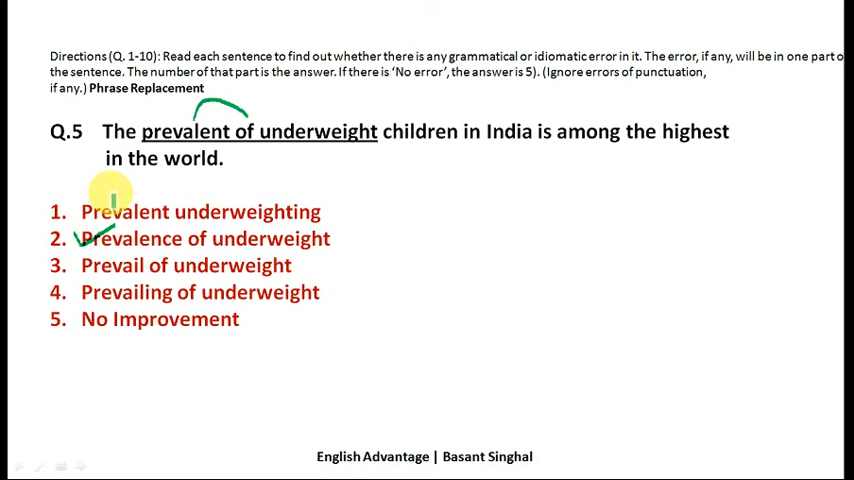 Directions (Q. 1-10): Read each sentence to find out whether there is any grammatical or idiomatic error in it. The error, if any, will be in one part o
the sentence. The number of that part is the answer. If there is 'No error', the answer is 5). (Ignore errors of punctuation,
if any.) Phrase Replacement
Q.5 The prevalent of underweight children in India is among the highest
in the world.
1. Prevalent underweighting
2. Prevalence of underweight
3. Prevail of underweight
4. Prevailing of underweight
5. No Improvement
English Advantage | Basant Singhal